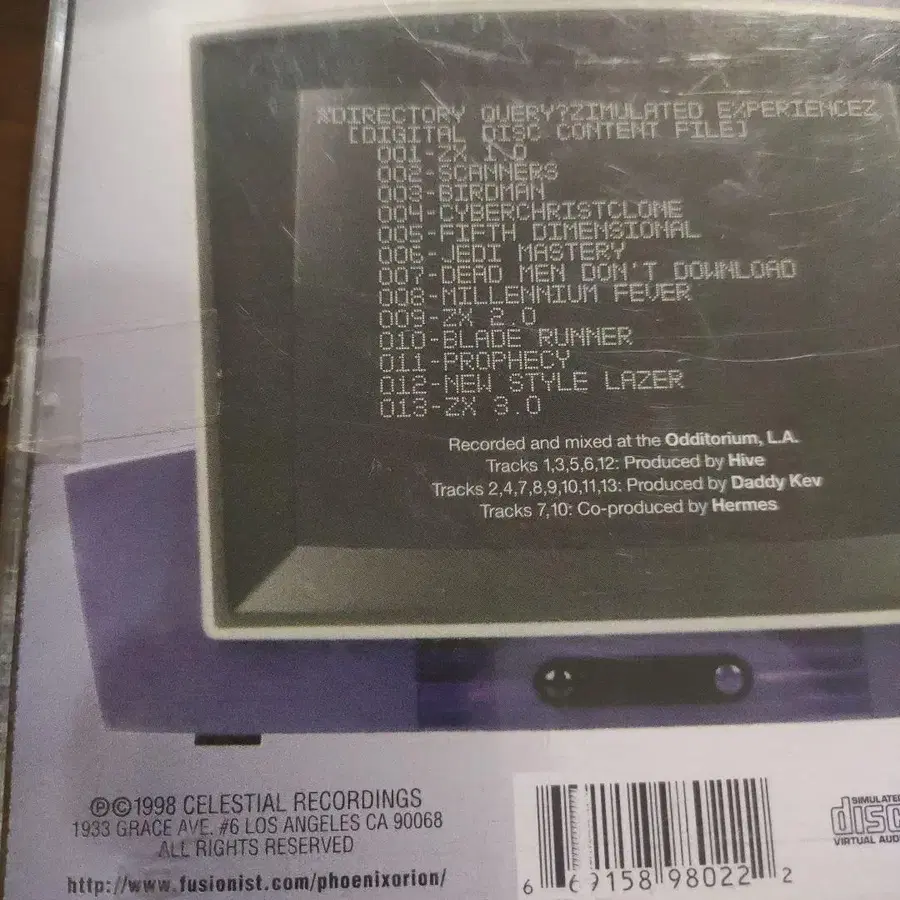 %DIRECTORY QUERY?ZIMULATED EXPERIENCEZ
[DIGITAL DISC CONTENT FILE]
001-ZX 1.0
002-SCANNERS
003-BIRDMAN
004-CYBERCHRISTCLONE
005-FIFTH DIMENSIONAL
006-JEDI MASTERY
007-DEAD MEN DON'T DOWNLOAD
008-MILLENNIUM FEVER
009-ZX 2.0
010-BLADE RUNNER
011-PROPHECY
012-NEW STYLE LAZER
013-ZX 3.0
Recorded and mixed at the Odditorium, L.A.
Tracks 1,3,5,6,12: Produced by Hive
Tracks 2,4,7,8,9,10,11,13: Produced by Daddy Kev
Tracks 7,10: Co-produced by Hermes
℗©1998 CELESTIAL RECORDINGS
1933 GRACE AVE. #6 LOS ANGELES CA 90068
ALL RIGHTS RESERVED
http://www.fusionist.com/phoenixorion/
6 69158 98022 2
SIMULATED
disc
VIRTUAL